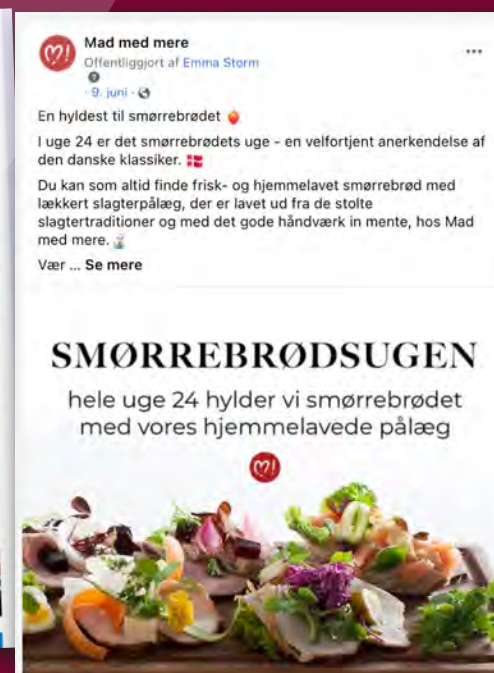 Mad med mere
Offentliggjort af Emma Storm
· 9. juni ·
En hyldest til smørrebrødet
I uge 24 er det smørrebrødets uge - en velfortjent anerkendelse af
den danske klassiker.
Du kan som altid finde frisk- og hjemmelavet smørrebrød med
lækkert slagterpålæg, der er lavet ud fra de stolte
slagtertraditioner og med det gode håndværk in mente, hos Mad
med mere.
Vær ... Se mere
SMØRREBRØDSUGEN
hele uge 24 hylder vi smørrebrødet
med vores hjemmelavede pålæg
m!